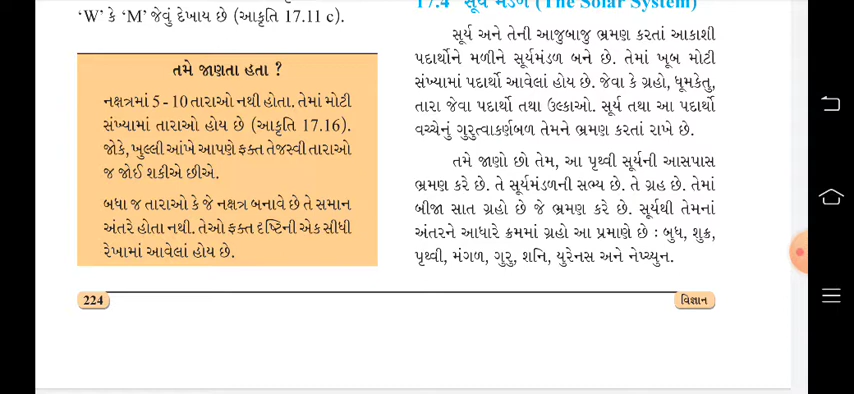 'W' કે 'M' જેવું દેખાય છે (આકૃતિ 17.11 c).
તમે જાણતા હતા ?
નક્ષત્રમાં 5 - 10 તારાઓ નથી હોતા. તેમાં મોટી
સંખ્યામાં તારાઓ હોય છે (આકૃતિ 17.16).
જોકે, ખુલ્લી આંખે આપણે ફક્ત તેજસ્વી તારાઓ
જ જોઈ શકીએ છીએ.
બધા જ તારાઓ કે જે નક્ષત્ર બનાવે છે તે સમાન
અંતરે હોતા નથી. તેઓ ફક્ત દૃષ્ટિની એક સીધી
રેખામાં આવેલાં હોય છે.
17.4 સૂર્ય મંડળ (The Solar System)
સૂર્ય અને તેની આજુબાજુ ભ્રમણ કરતાં આકાશી
પદાર્થોને મળીને સૂર્યમંડળ બને છે. તેમાં ખૂબ મોટી
સંખ્યામાં પદાર્થો આવેલાં હોય છે. જેવા કે ગ્રહો, ધૂમકેતુ,
તારા જેવા પદાર્થો તથા ઉલ્કાઓ. સૂર્ય તથા આ પદાર્થો
વચ્ચેનું ગુરુત્વાકર્ણબળ તેમને ભ્રમણ કરતાં રાખે છે.
તમે જાણો છો તેમ, આ પૃથ્વી સૂર્યની આસપાસ
ભ્રમણ કરે છે. તે સૂર્યમંડળની સભ્ય છે. તે ગ્રહ છે. તેમાં
બીજા સાત ગ્રહો છે જે ભ્રમણ કરે છે. સૂર્યથી તેમનાં
અંતરને આધારે ક્રમમાં ગ્રહો આ પ્રમાણે છે : બુધ, શુક્ર,
પૃથ્વી, મંગળ, ગુરુ, શનિ, યુરેનસ અને નેપ્ચ્યુન.
224
વિજ્ઞાન